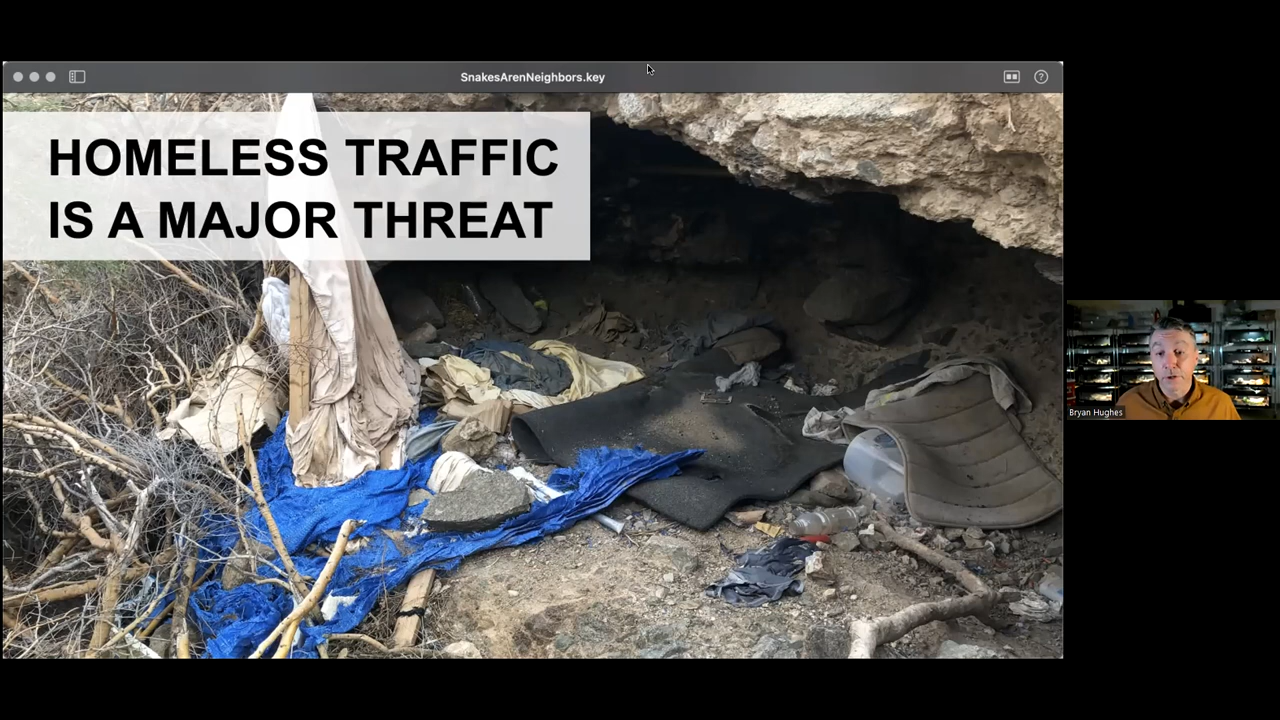 SnakesArenNeighbors.key
HOMELESS TRAFFIC
IS A MAJOR THREAT
Bryan Hughes